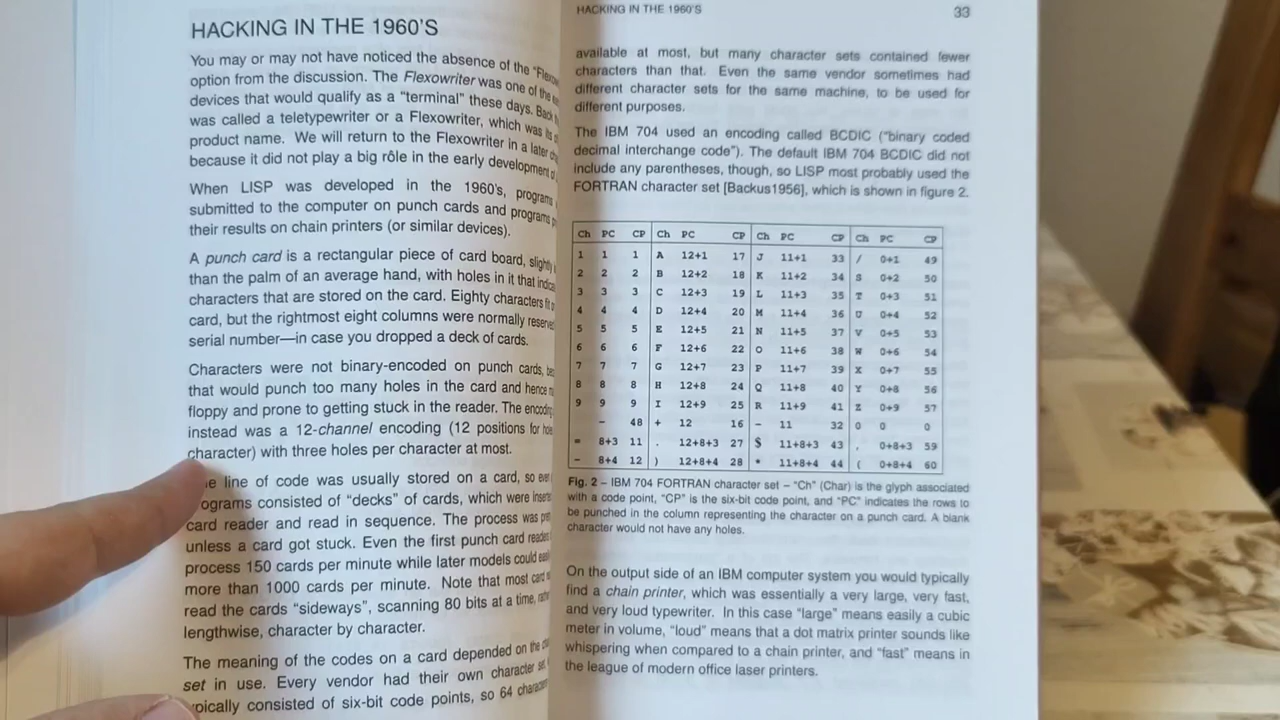 HACKING IN THE 1960'S
You may or may not have noticed the absence of the
option from the discussion. The Flexowriter was one of the
devices that would qualify as a “terminal” these days. Back
was called a teletypewriter or a Flexowriter, which was its
product name. We will return to the Flexowriter in a later
because it did not play a big rôle in the early development
When LISP was developed in the 1960's, programs
submitted to the computer on punch cards and programs
their results on chain printers (or similar devices).
A punch card is a rectangular piece of card board,
than the palm of an average hand, with holes in it that
characters that are stored on the card. Eighty characters
card, but the rightmost eight columns were normally
serial number—in case you dropped a deck of cards.
Characters were not binary-encoded on punch cards,
that would punch too many holes in the card and hence
floppy and prone to getting stuck in the reader. The
instead was a 12-channel encoding (12 positions for
character) with three holes per character at most.
line of code was usually stored on a card, so
consisted of “decks” of cards, which were
card reader and read in sequence. The process was
unless a card got stuck. Even the first punch card
process 150 cards per minute while later models could
more than 1000 cards per minute. Note that most card
read the cards “sideways”, scanning 80 bits at a time,
lengthwise, character by character.
The meaning of the codes on a card depended on the
set in use. Every vendor had their own character
consisted of six-bit code points, so 64
HACKING IN THE 1960'S 33
available at most, but many character sets contained fewer
characters than that. Even the same vendor sometimes had
different character sets for the same machine, to be used for
different purposes.
The IBM 704 used an encoding called BCDIC (“binary coded
decimal interchange code”). The default IBM 704 BCDIC did not
include any parentheses, though, so LISP most probably used the
FORTRAN character set [Backus1956], which is shown in figure 2.
Ch PC CP Ch PC CP Ch PC CP Ch PC CP
1 1 1 A 12+1 17 J 11+1 33 / 0+1 49
2 2 2 B 12+2 18 K 11+2 34 S 0+2 50
3 3 3 C 12+3 19 L 11+3 35 T 0+3 51
4 4 4 D 12+4 20 M 11+4 36 U 0+4 52
5 5 5 E 12+5 21 N 11+5 37 V 0+5 53
6 6 6 F 12+6 22 O 11+6 38 W 0+6 54
7 7 7 G 12+7 23 P 11+7 39 X 0+7 55
8 8 8 H 12+8 24 Q 11+8 40 Y 0+8 56
9 9 9 I 12+9 25 R 11+9 41 Z 0+9 57
- 48 + 12 16 - 11 32 0 0 0
= 8+3 11 . 12+8+3 27 $ 11+8+3 43 , 0+8+3 59
- 8+4 12 ) 12+8+4 28 * 11+8+4 44 ( 0+8+4 60
Fig. 2 – IBM 704 FORTRAN character set – “Ch” (Char) is the glyph associated
with a code point, “CP” is the six-bit code point, and “PC” indicates the rows to
be punched in the column representing the character on a punch card. A blank
character would not have any holes.
On the output side of an IBM computer system you would typically
find a chain printer, which was essentially a very large, very fast,
and very loud typewriter. In this case “large” means easily a cubic
meter in volume, “loud” means that a dot matrix printer sounds like
whispering when compared to a chain printer, and “fast” means in
the league of modern office laser printers.